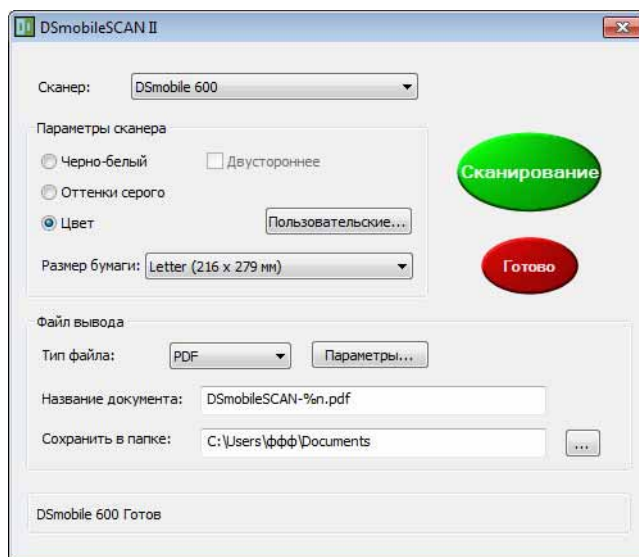 DSmobileSCAN II
Сканер: DSmobile 600
Параметры сканера
Черно-белый Двустороннее
Сканирование
Оттенки серого
Цвет Пользовательские...
Размер бумаги: Letter (216 x 279 мм)
Готово
Файл вывода
Тип файла: PDF Параметры...
Название документа: DSmobileSCAN-%n.pdf
Сохранить в папке: C:\Users\ффф\Documents ...
DSmobile 600 Готов